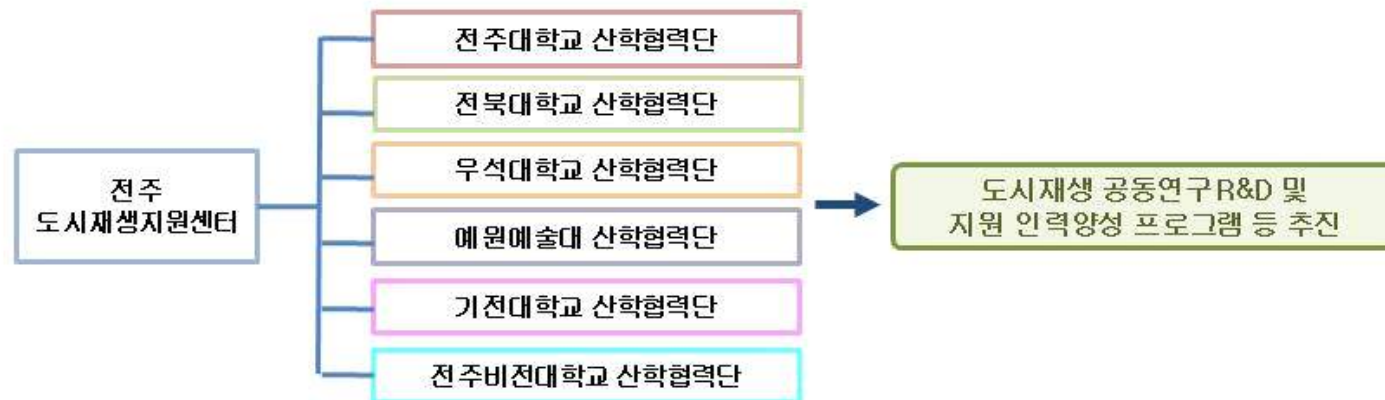 전주
도시재생지원센터
전주대학교 산학협력단
전북대학교 산학협력단
우석대학교 산학협력단
예원예술대 산학협력단
기전대학교 산학협력단
전주비전대학교 산학협력단
도시재생 공동연구R&D 및
지원 인력양성 프로그램 등 추진